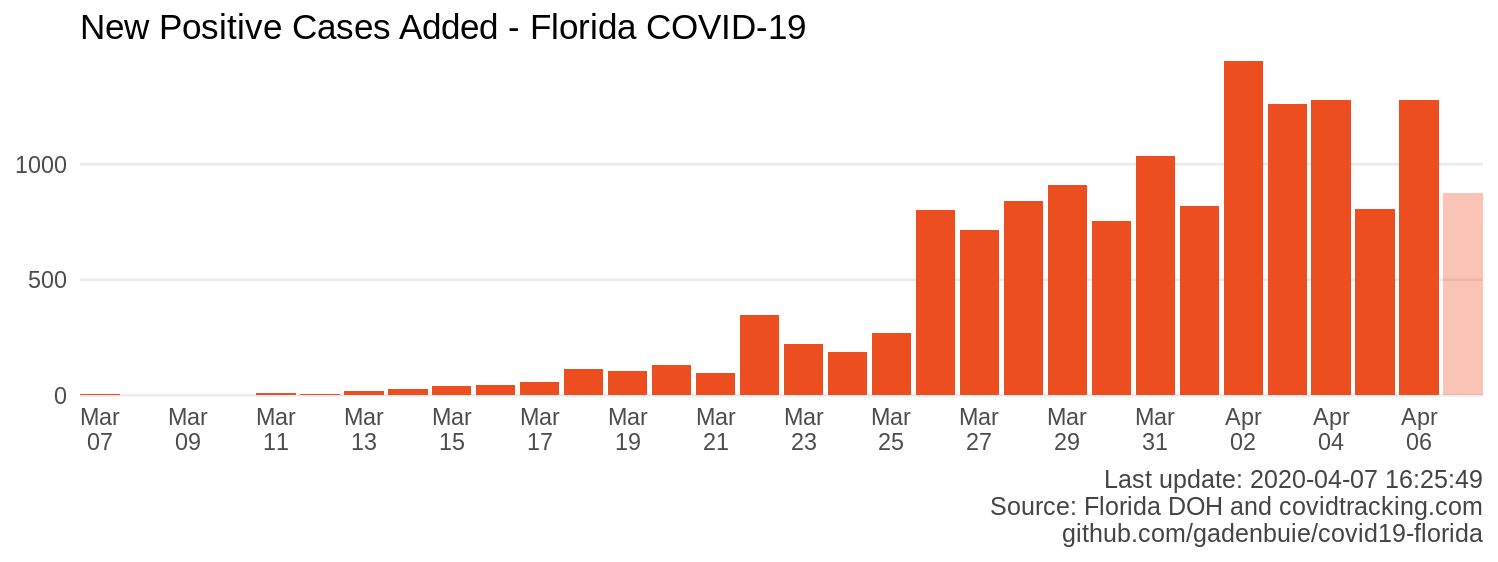 New Positive Cases Added - Florida COVID-19
1000
500
0
Mar Mar Mar Mar Mar Mar Mar Mar Mar Mar Mar Mar Mar Apr Apr Apr
07 09 11 13 15 17 19 21 23 25 27 29 31 02 04 06
Last update: 2020-04-07 16:25:49
Source: Florida DOH and covidtracking.com
github.com/gadenbuie/covid19-florida